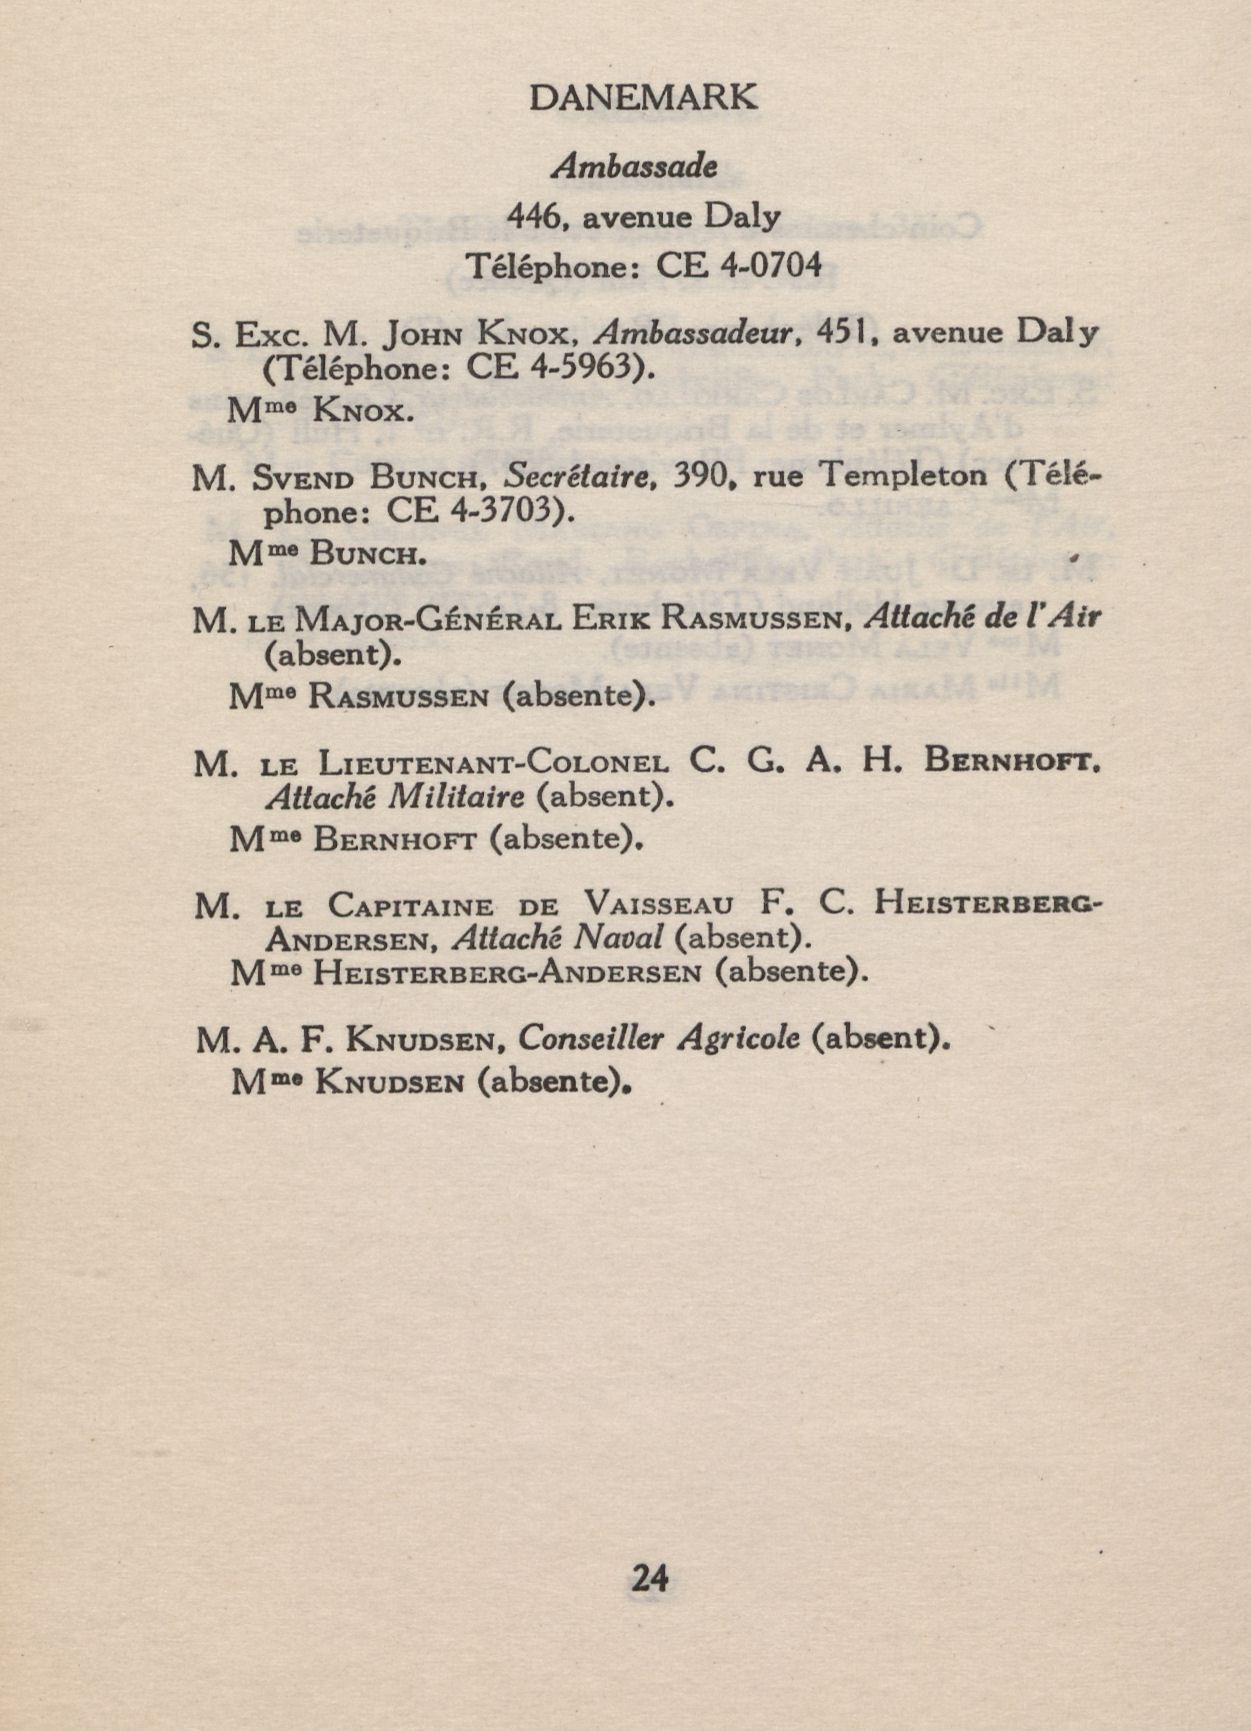 DANEMARK
Ambassade
446, avenue Daly
Téléphone: CE 4-0704
S. Exc. M. John Knox, Ambassadeur, 451, avenue Daly
(Téléphone: CE 4-5963).
Mme Knox.
M. Svend Bunch, Secrétaire, 390, rue Templeton (Télé-
phone: CE 4-3703).
Mme Bunch.
M. le Major-Général Erik Rasmussen, Attaché de l'Air
(absent).
Mme Rasmussen (absente).
M. le Lieutenant-Colonel C. G. A. H. Bernhoft,
Attaché Militaire (absent).
Mme Bernhoft (absente).
M. le Capitaine de Vaisseau F. C. Heisterberg-
Andersen, Attaché Naval (absent).
Mme Heisterberg-Andersen (absente).
M. A. F. Knudsen, Conseiller Agricole (absent).
Mme Knudsen (absente).
24